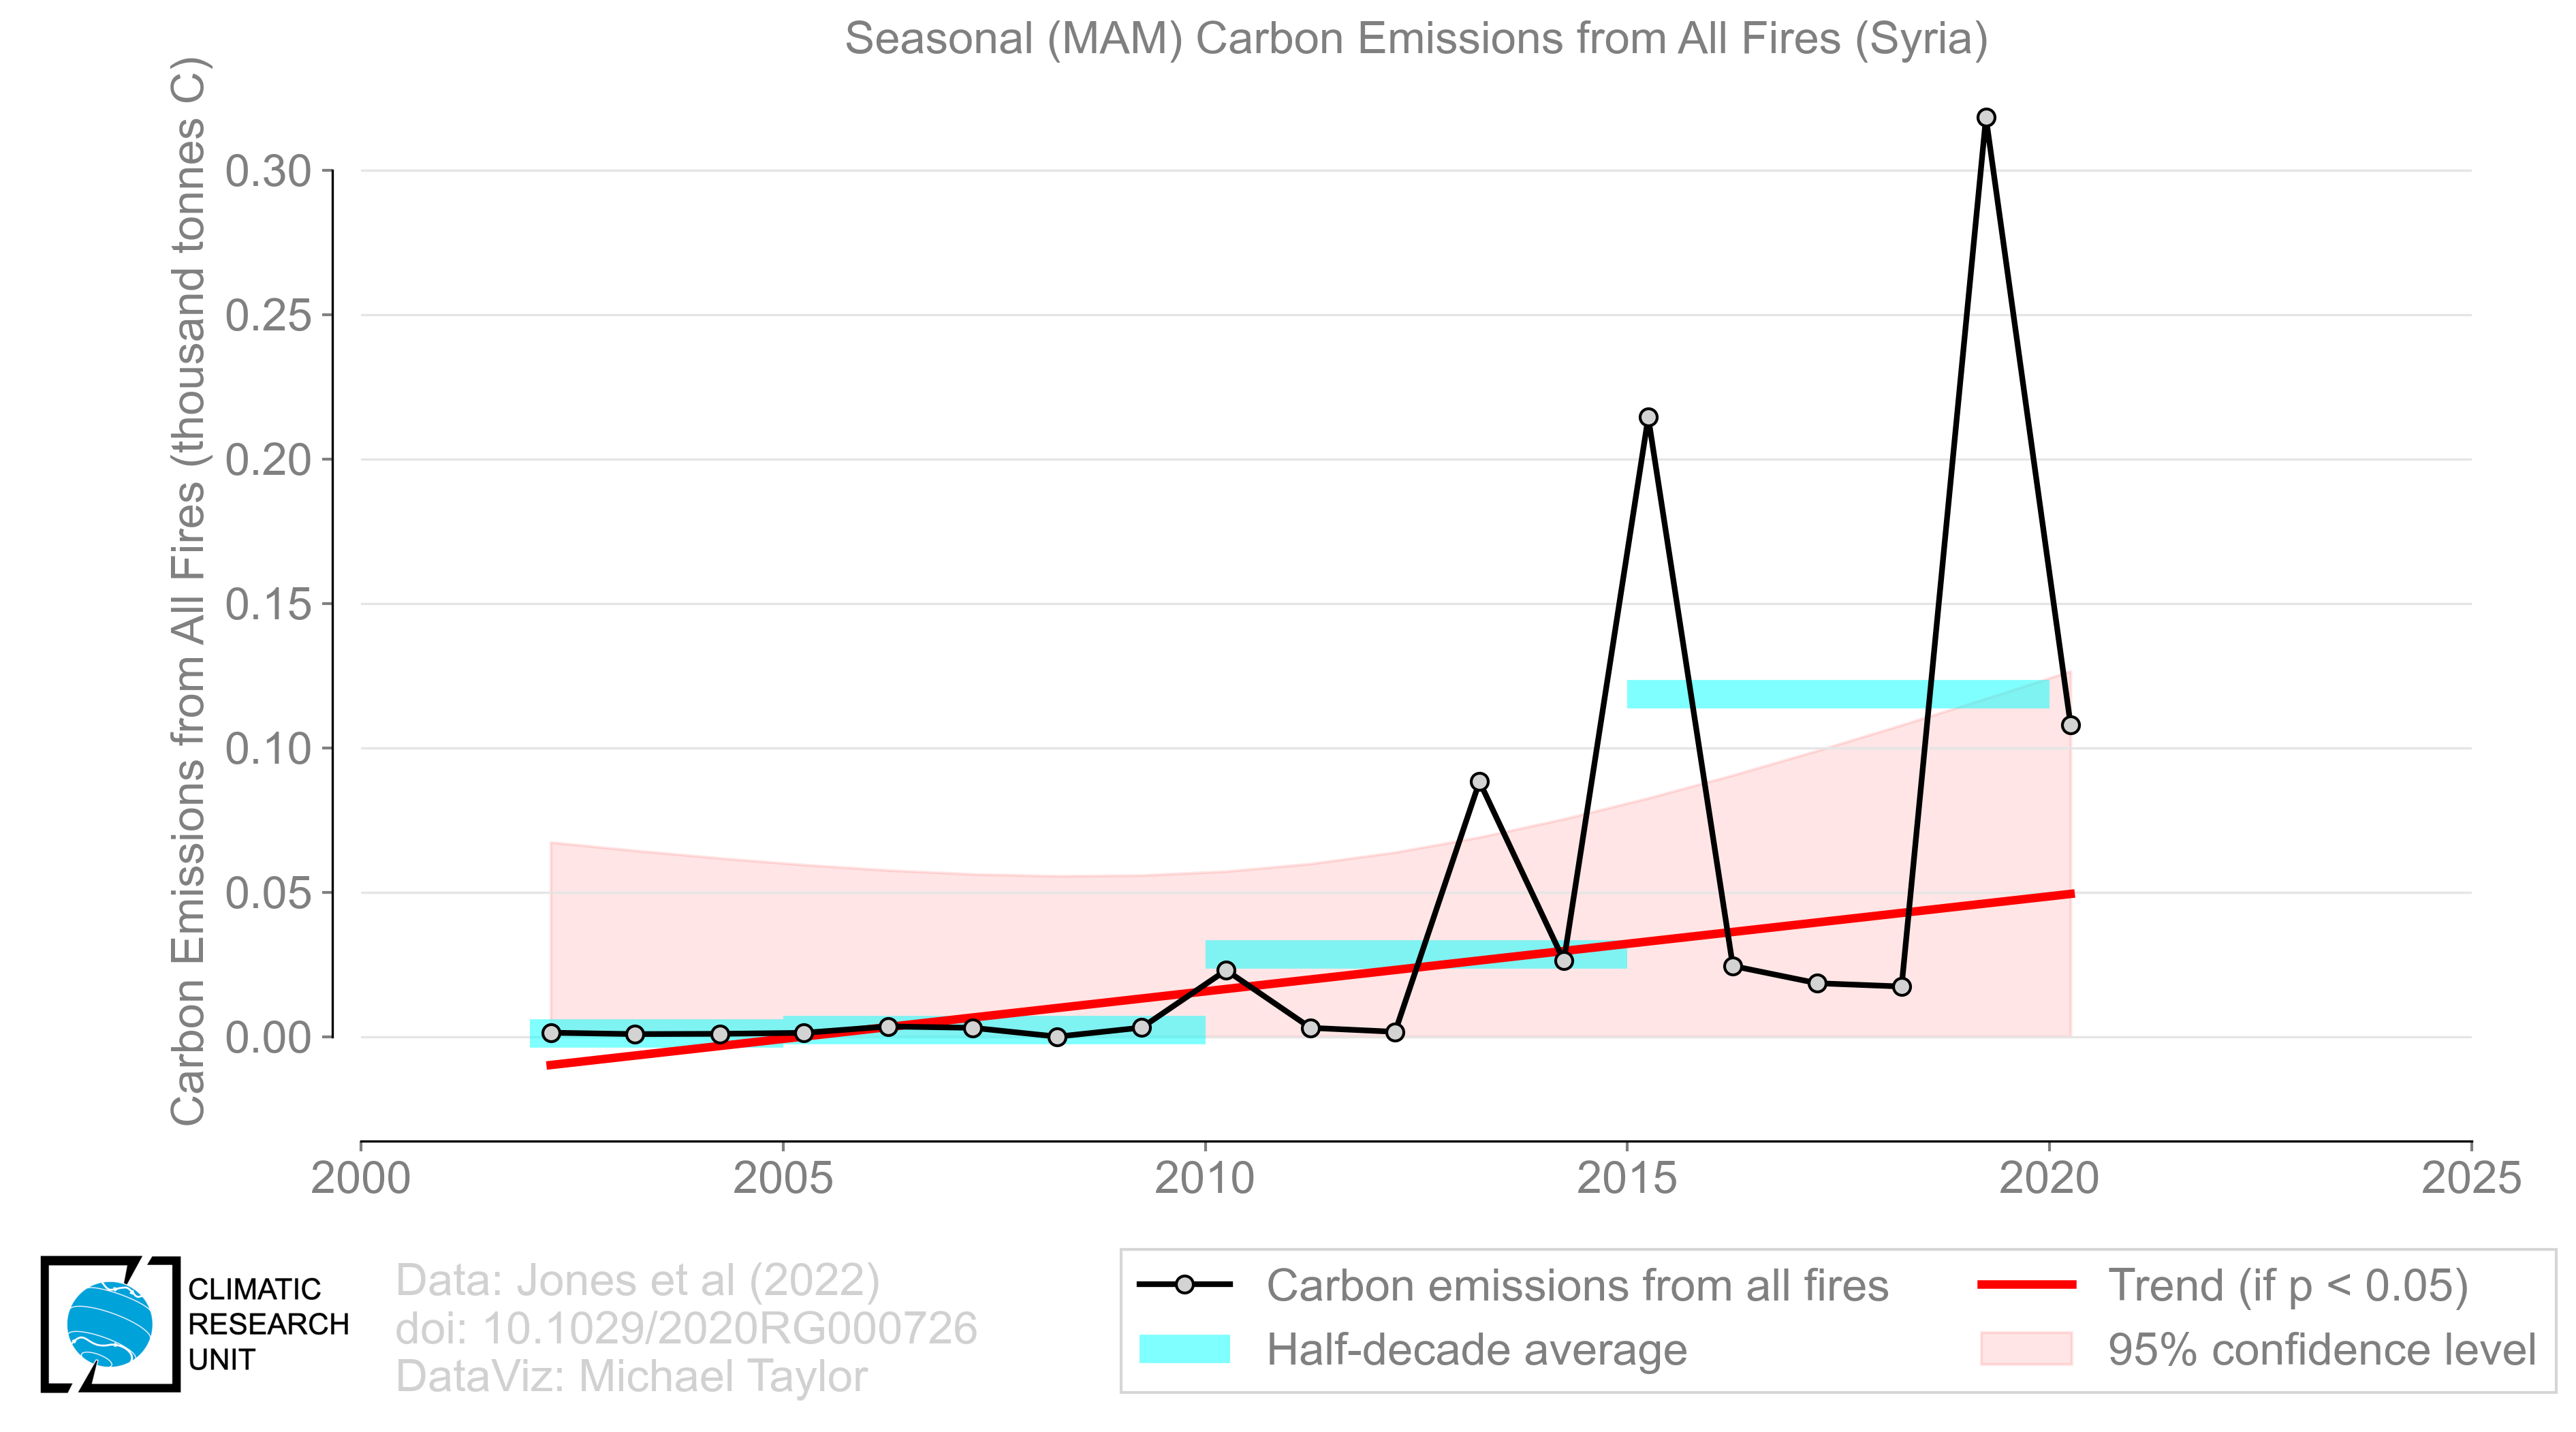 Seasonal (MAM) Carbon Emissions from All Fires (Syria)
Carbon Emissions from All Fires (thousand tonnes C)
0.30
0.25
0.20
0.15
0.10
0.05
0.00
2000 2005 2010 2015 2020 2025
CLIMATIC
RESEARCH
UNIT
Data: Jones et al (2022)
doi: 10.1029/2020RG000726
DataViz: Michael Taylor
Carbon emissions from all fires
Half-decade average
Trend (if p < 0.05)
95% confidence level